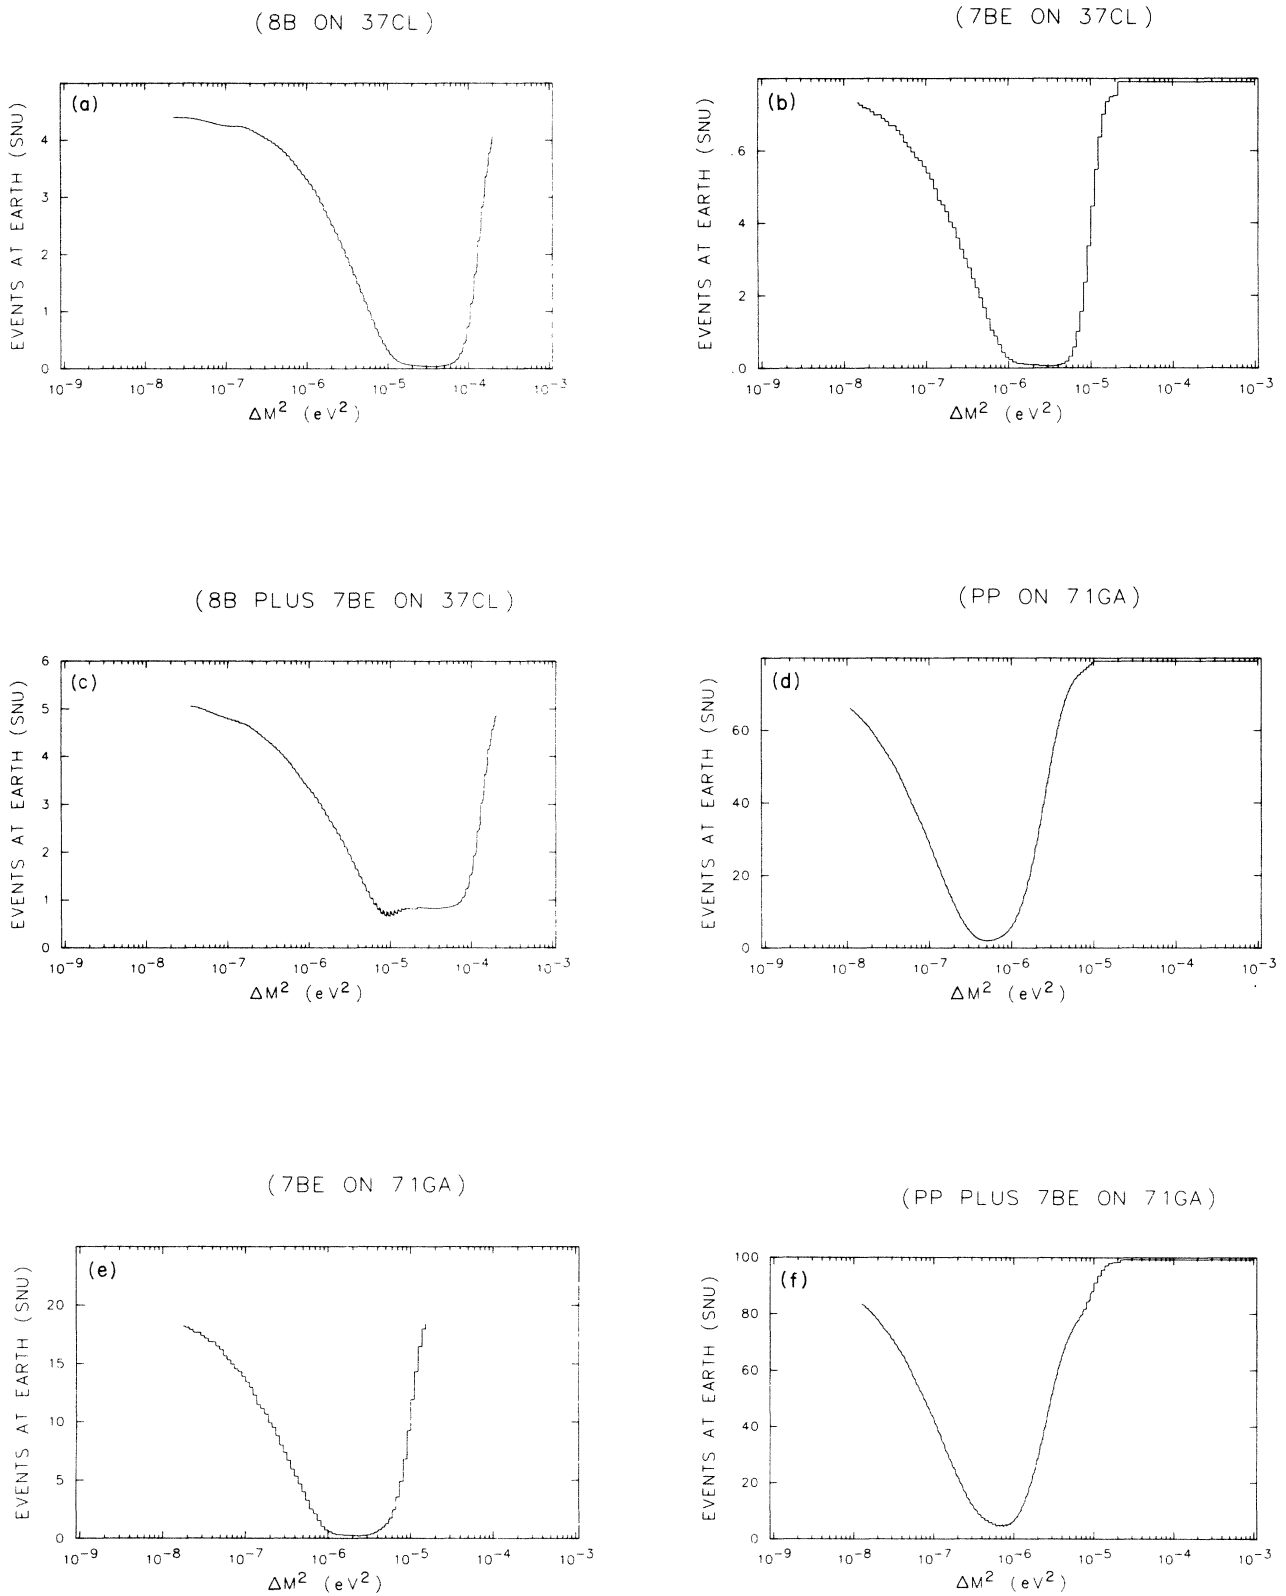 (8B ON 37CL)
(a)
EVENTS AT EARTH (SNU)
4
3
2
1
0
10-9 10-8 10-7 10-6 10-5 10-4 10-3
ΔM2 (eV2)
(7BE ON 37CL)
(b)
EVENTS AT EARTH (SNU)
.6
.4
.2
.0
10-9 10-8 10-7 10-6 10-5 10-4 10-3
ΔM2 (eV2)
(8B PLUS 7BE ON 37CL)
(c)
EVENTS AT EARTH (SNU)
6
5
4
3
2
1
0
10-9 10-8 10-7 10-6 10-5 10-4 10-3
ΔM2 (eV2)
(PP ON 71GA)
(d)
EVENTS AT EARTH (SNU)
60
40
20
0
10-9 10-8 10-7 10-6 10-5 10-4 10-3
ΔM2 (eV2)
(7BE ON 71GA)
(e)
EVENTS AT EARTH (SNU)
20
15
10
5
0
10-9 10-8 10-7 10-6 10-5 10-4 10-3
ΔM2 (eV2)
(PP PLUS 7BE ON 71GA)
(f)
EVENTS AT EARTH (SNU)
100
80
60
40
20
0
10-9 10-8 10-7 10-6 10-5 10-4 10-3
ΔM2 (eV2)